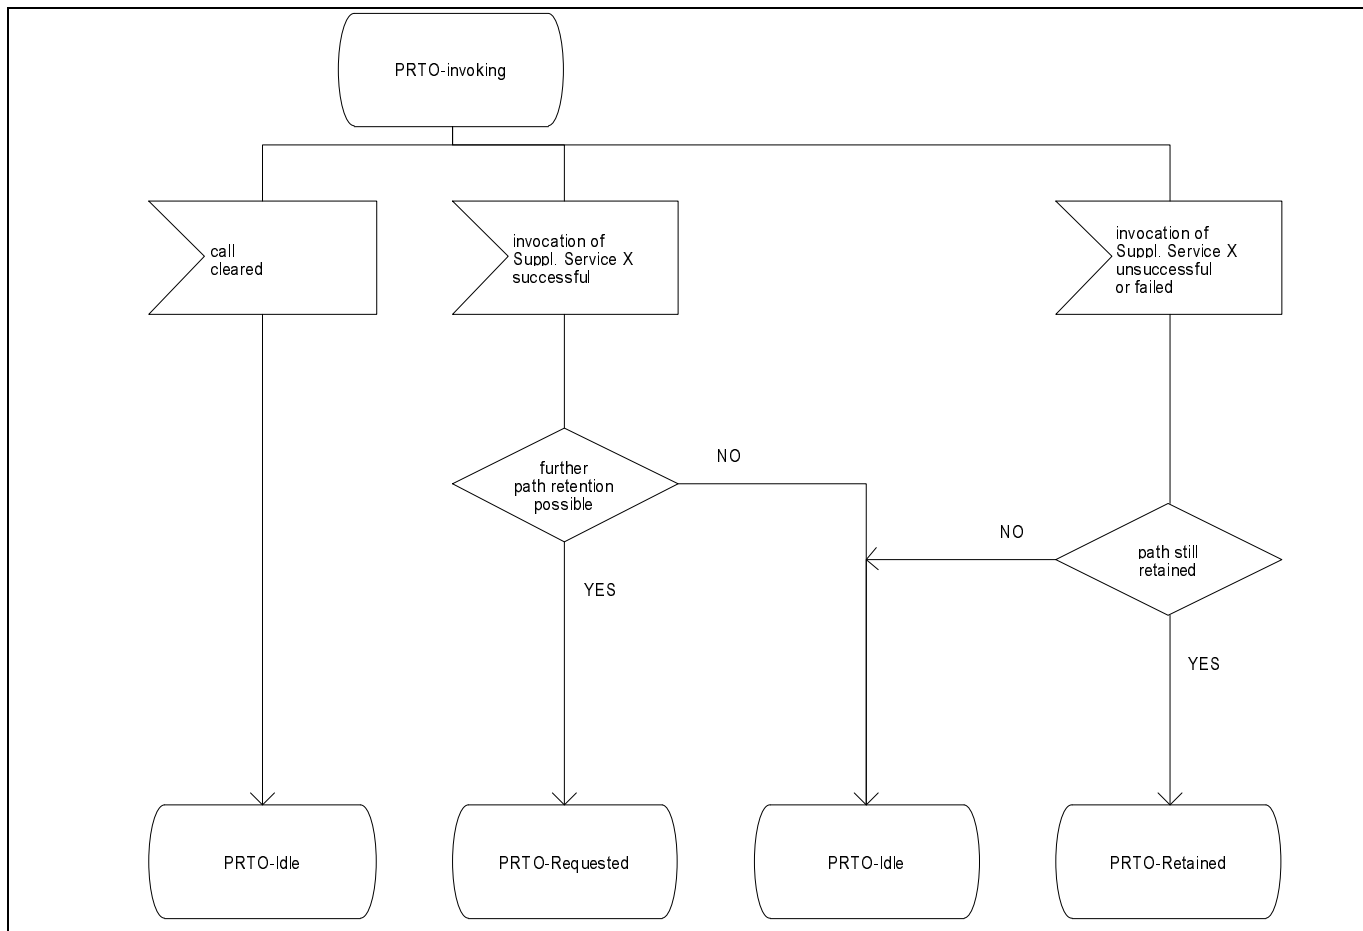 PRTO-invoking
call
cleared
invocation of
Suppl. Service X
successful
invocation of
Suppl. Service X
unsuccessful
or failed
further
path retention
possible
NO
YES
NO
path still
retained
YES
PRTO-Idle
PRTO-Requested
PRTO-Idle
PRTO-Retained